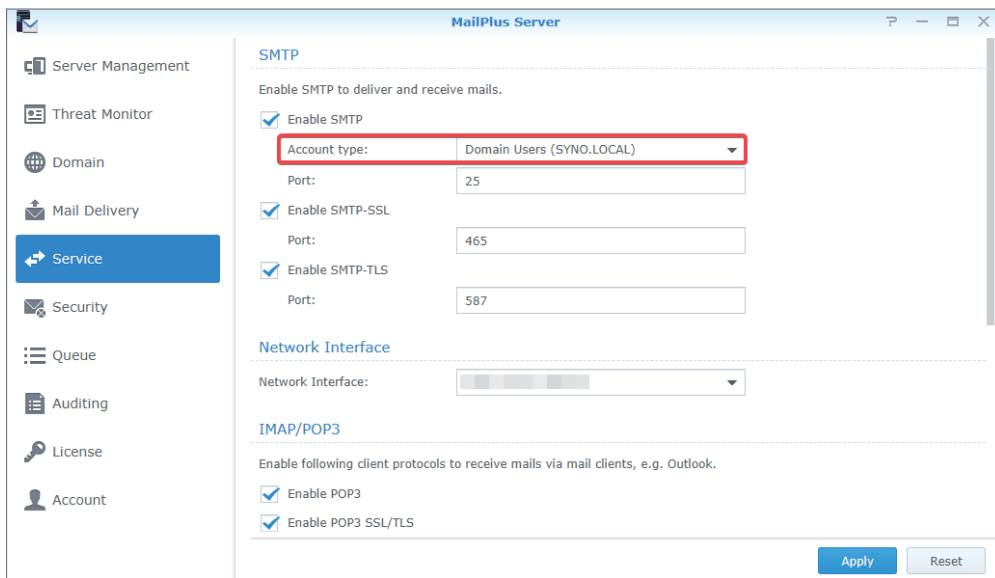 MailPlus Server
Server Management
Threat Monitor
Domain
Mail Delivery
Service
Security
Queue
Auditing
License
Account
SMTP
Enable SMTP to deliver and receive mails.
Enable SMTP
Account type: Domain Users (SYNO.LOCAL)
Port: 25
Enable SMTP-SSL
Port: 465
Enable SMTP-TLS
Port: 587
Network Interface
Network Interface:
IMAP/POP3
Enable following client protocols to receive mails via mail clients, e.g. Outlook.
Enable POP3
Enable POP3 SSL/TLS
Apply Reset